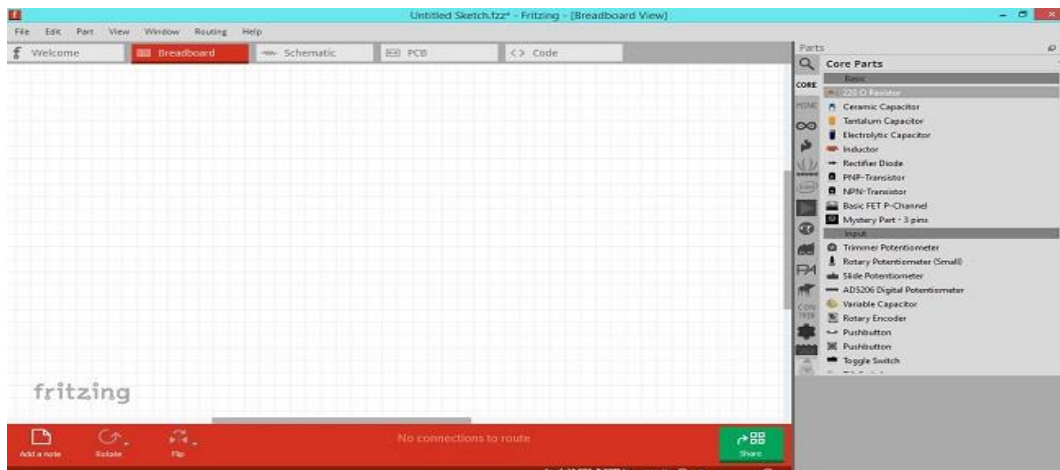 Untitled Sketch.fzz* - Fritzing - [Breadboard View]
File Edit Part View Window Routing Help
Welcome Breadboard Schematic PCB <> Code
Parts
Core Parts
CORE
Basic
220 Ω Resistor
MINE
Ceramic Capacitor
Tantalum Capacitor
Electrolytic Capacitor
Inductor
Rectifier Diode
PNP-Transistor
NPN-Transistor
Basic FET P-Channel
Mystery Part - 3 pins
Input
Trimmer Potentiometer
Rotary Potentiometer (Small)
Slide Potentiometer
AD5206 Digital Potentiometer
CON
TRIB
Variable Capacitor
Rotary Encoder
Pushbutton
Pushbutton
Toggle Switch
fritzing
No connections to route
Add a note Rotate Flip Share